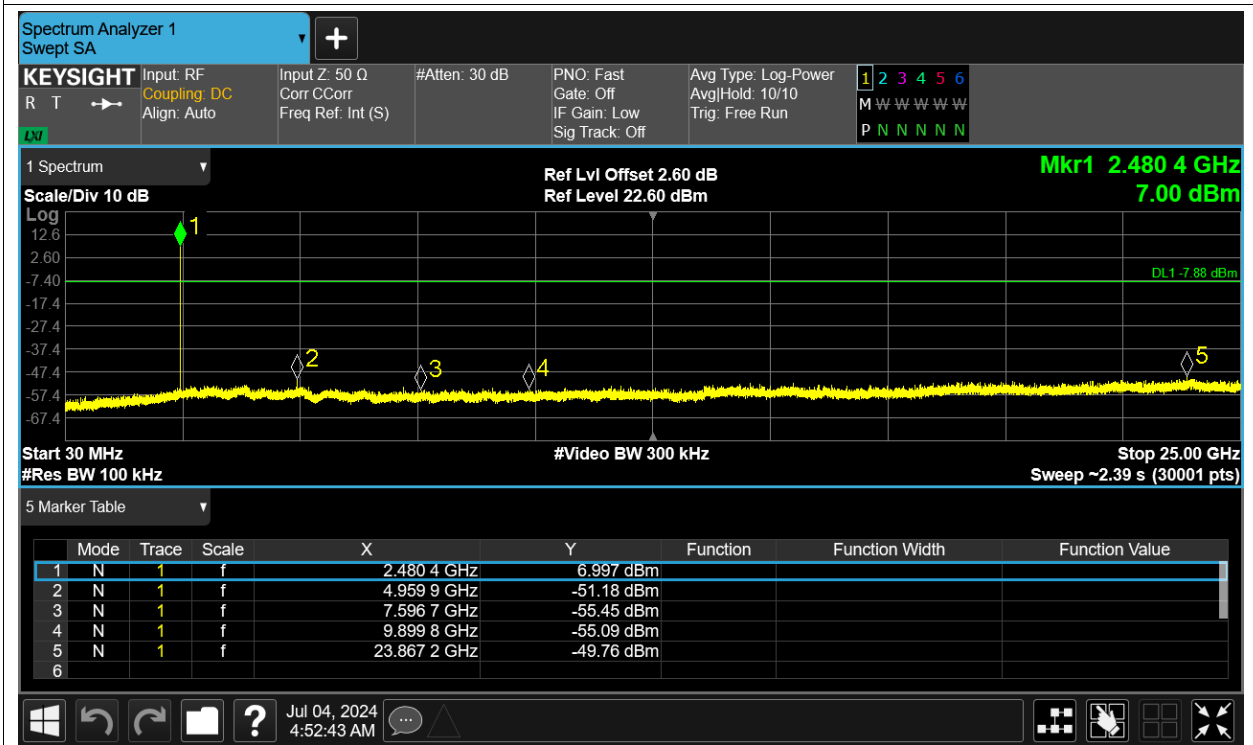 Spectrum Analyzer 1
Swept SA
+
KEYSIGHT Input: RF Input Z: 50 Ω #Atten: 30 dB PNO: Fast Avg Type: Log-Power 1 2 3 4 5 6
R T Coupling: DC Corr CCorr Gate: Off Avg|Hold: 10/10 M W W W W W
Align: Auto Freq Ref: Int (S) IF Gain: Low Trig: Free Run
LXI Sig Track: Off P N N N N N
1 Spectrum Ref Lvl Offset 2.60 dB Mkr1 2.480 4 GHz
Scale/Div 10 dB Ref Level 22.60 dBm 7.00 dBm
Log
1
12.6
2.60
-7.40 DL1 -7.88 dBm
-17.4
-27.4
-37.4
2 3 4 5
-47.4
-57.4
-67.4
Start 30 MHz #Video BW 300 kHz Stop 25.00 GHz
#Res BW 100 kHz Sweep ~2.39 s (30001 pts)
5 Marker Table
Mode Trace Scale X Y Function Function Width Function Value
1 N 1 f 2.480 4 GHz 6.997 dBm
2 N 1 f 4.959 9 GHz -51.18 dBm
3 N 1 f 7.596 7 GHz -55.45 dBm
4 N 1 f 9.899 8 GHz -55.09 dBm
5 N 1 f 23.867 2 GHz -49.76 dBm
6
? Jul 04, 2024
4:52:43 AM